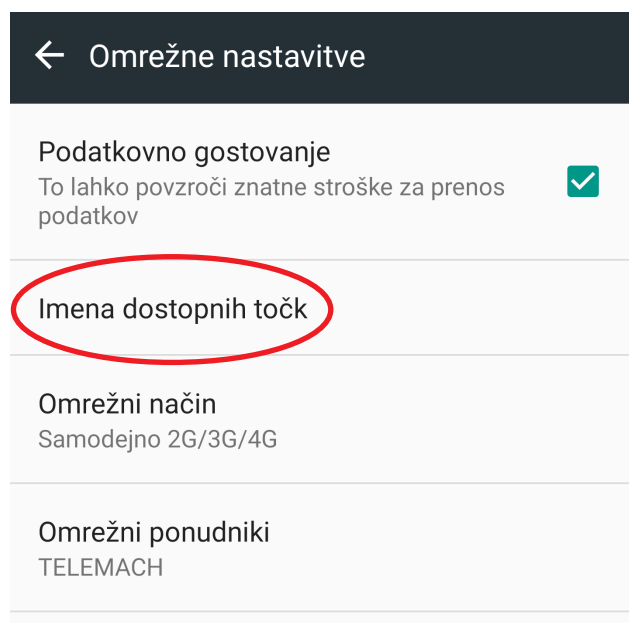 Omrežne nastavitve
Podatkovno gostovanje
To lahko povzroči znatne stroške za prenos
podatkov
Imena dostopnih točk
Omrežni način
Samodejno 2G/3G/4G
Omrežni ponudniki
TELEMACH